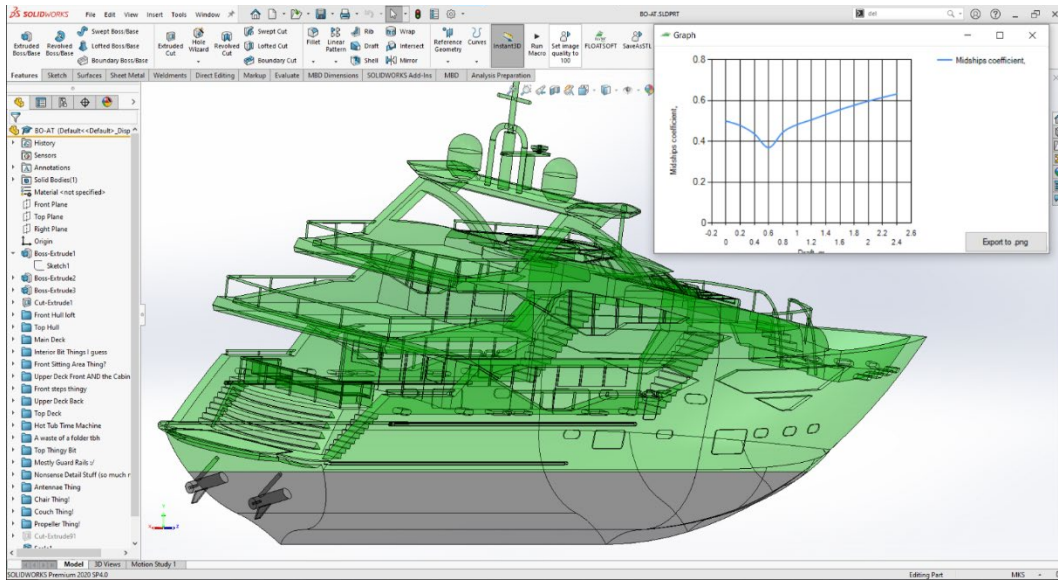 SOLIDWORKS File Edit View Insert Tools Window BO-AT.SLDPRT
Extruded Boss/Base
Revolved Boss/Base
Swept Boss/Base
Lofted Boss/Base
Boundary Boss/Base
Extruded Cut
Hole Wizard
Revolved Cut
Swept Cut
Lofted Cut
Boundary Cut
Fillet
Linear Pattern
Rib
Draft
Shell
Wrap
Intersect
Mirror
Reference Geometry
Curves
Instant3D
Run Macro
Set image quality to 100
FLOATSOFT
SaveAsSTL
Features Sketch Surfaces Sheet Metal Weldments Direct Editing Markup Evaluate MBD Dimensions SOLIDWORKS Add-Ins MBD Analysis Preparation
BO-AT (Default<<Default>_Disp
History
Sensors
Annotations
Solid Bodies(1)
Material <not specified>
Front Plane
Top Plane
Right Plane
Origin
Boss-Extrude1
Sketch1
Boss-Extrude2
Boss-Extrude3
Cut-Extrude1
Front Hull loft
Top Hull
Main Deck
Interior Bit Things I guess
Front Sitting Area Thing?
Upper Deck Front AND the Cabin
Front steps thingy
Upper Deck Back
Top Deck
Hot Tub Time Machine
A waste of a folder tbh
Top Thingy Bit
Mostly Guard Rails :/
Nonsense Detail Stuff (so much r
Antennae Thing
Chair Thing!
Couch Thing!
Propeller Thing!
Cut-Extrude81
Graph
Midships coefficient,
Midships coefficient,
0.8
0.6
0.4
0.2
0
-0.2 0.2 0.6 1 1.4 1.8 2.2 2.6
0 0.4 0.8 1.2 1.6 2 2.4
Export to .png
Model 3D Views Motion Study 1
SOLIDWORKS Premium 2020 SP4.0 Editing Part MKS